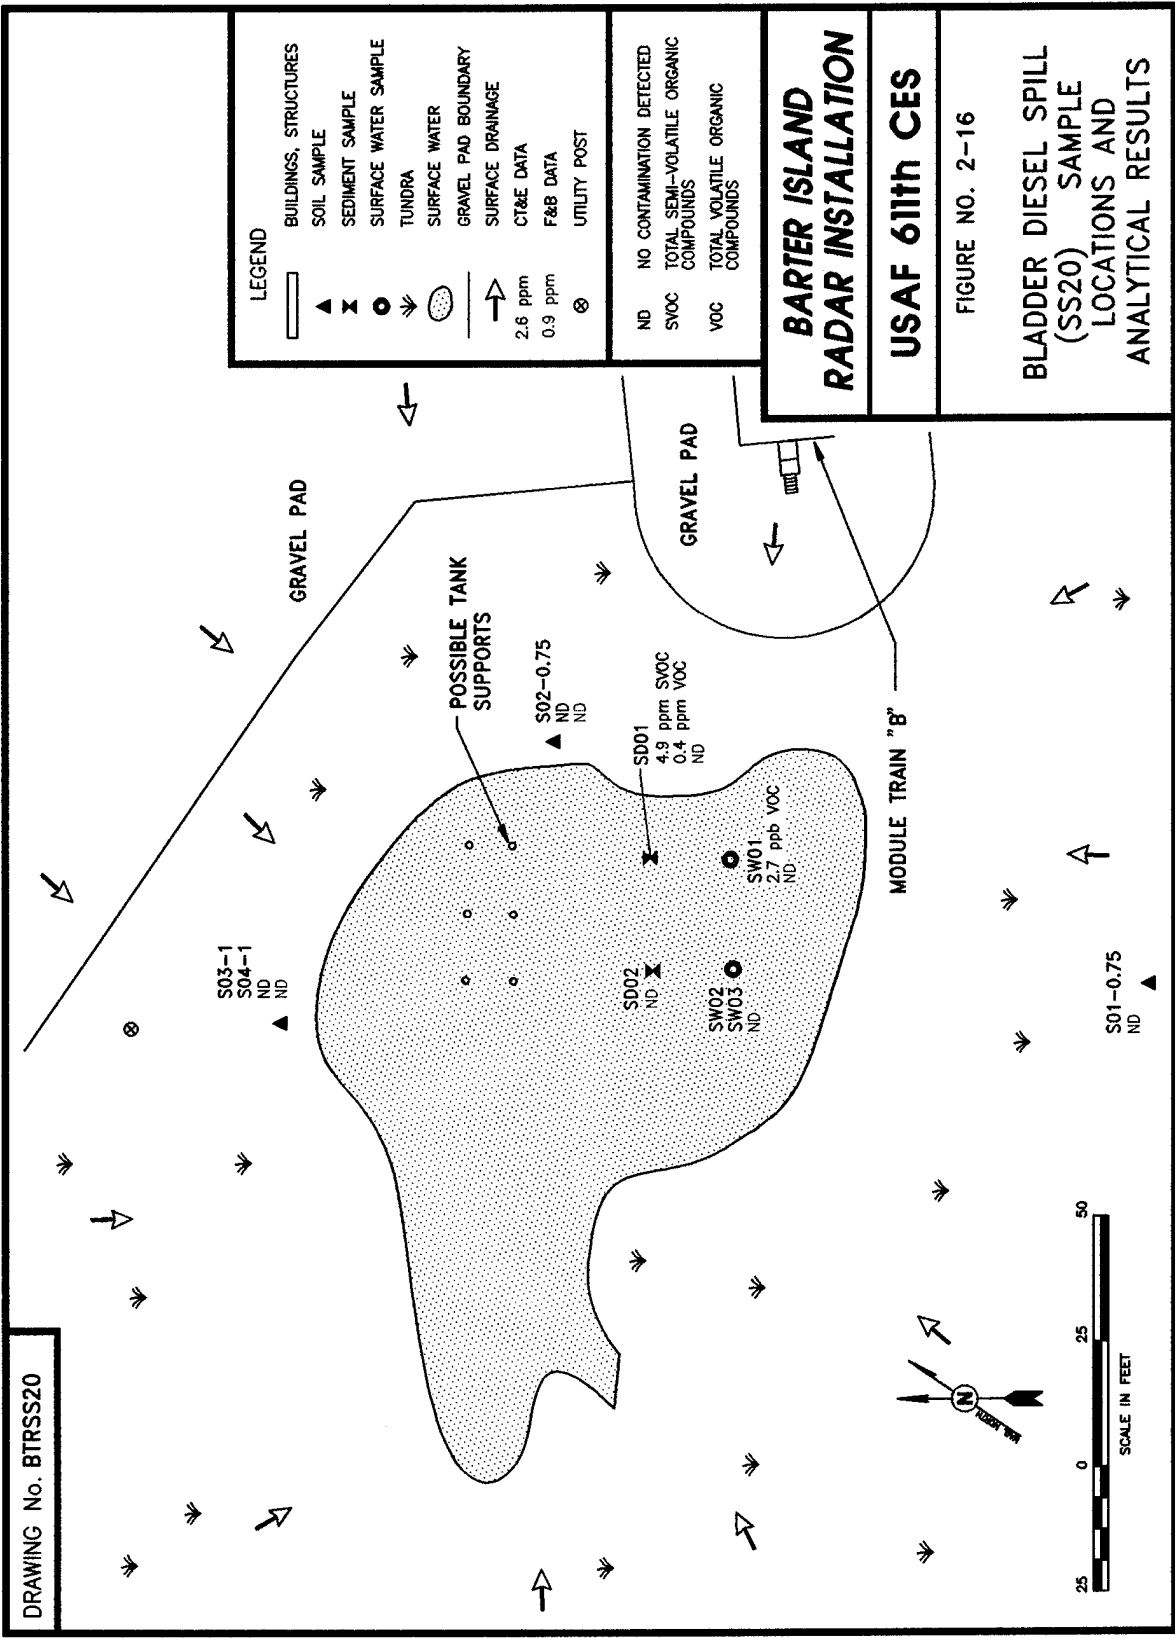 DRAWING No. BTRSS20
GRAVEL PAD
S03-1
S04-1
ND
ND
POSSIBLE TANK
SUPPORTS
S02-0.75
ND
ND
SD01
4.9 ppm SVOC
0.4 ppm VOC
ND
GRAVEL PAD
SD02
ND
SW01
2.7 ppb VOC
ND
SW02
SW03
ND
MODULE TRAIN "B"
S01-0.75
ND
N
MAG. NORTH
25
0
25
50
SCALE IN FEET
LEGEND
BUILDINGS, STRUCTURES
SOIL SAMPLE
SEDIMENT SAMPLE
SURFACE WATER SAMPLE
TUNDRA
SURFACE WATER
GRAVEL PAD BOUNDARY
SURFACE DRAINAGE
2.6 ppm CT&E DATA
0.9 ppm F&B DATA
UTILITY POST
ND NO CONTAMINATION DETECTED
SVOC TOTAL SEMI-VOLATILE ORGANIC
COMPOUNDS
VOC TOTAL VOLATILE ORGANIC
COMPOUNDS
BARTER ISLAND
RADAR INSTALLATION
USAF 611th CES
FIGURE NO. 2-16
BLADDER DIESEL SPILL
(SS20) SAMPLE
LOCATIONS AND
ANALYTICAL RESULTS